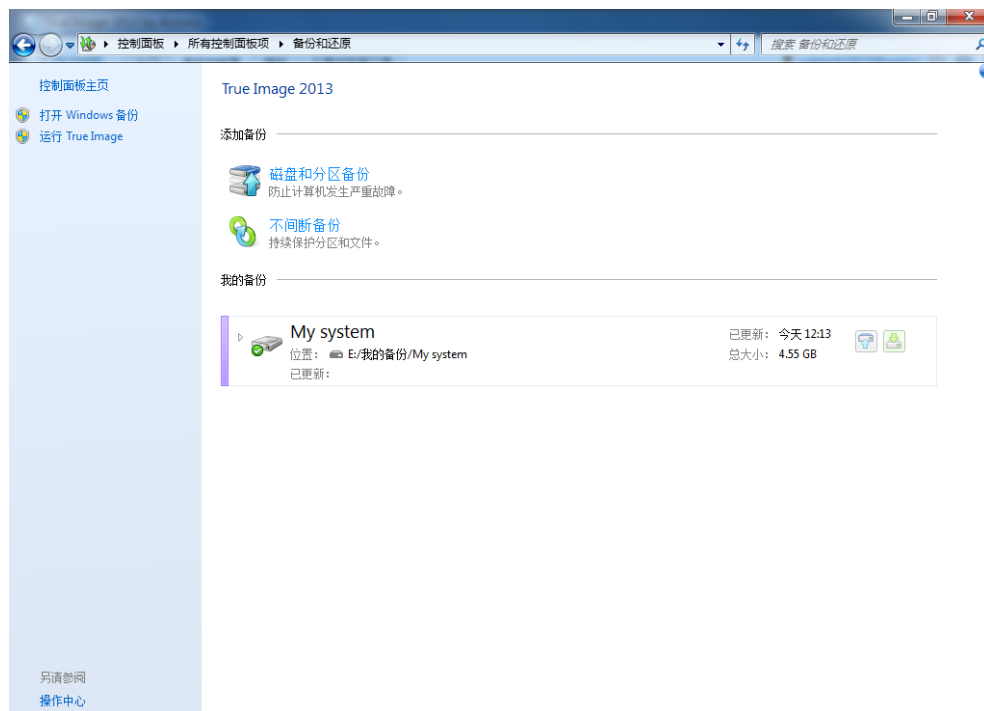 控制面板 ▸ 所有控制面板项 ▸ 备份和还原
搜索 备份和还原
控制面板主页
打开 Windows 备份
运行 True Image
True Image 2013
添加备份
磁盘和分区备份
防止计算机发生严重故障。
不间断备份
持续保护分区和文件。
我的备份
My system
位置： E:/我的备份/My system
已更新：
已更新： 今天 12:13
总大小： 4.55 GB
另请参阅
操作中心